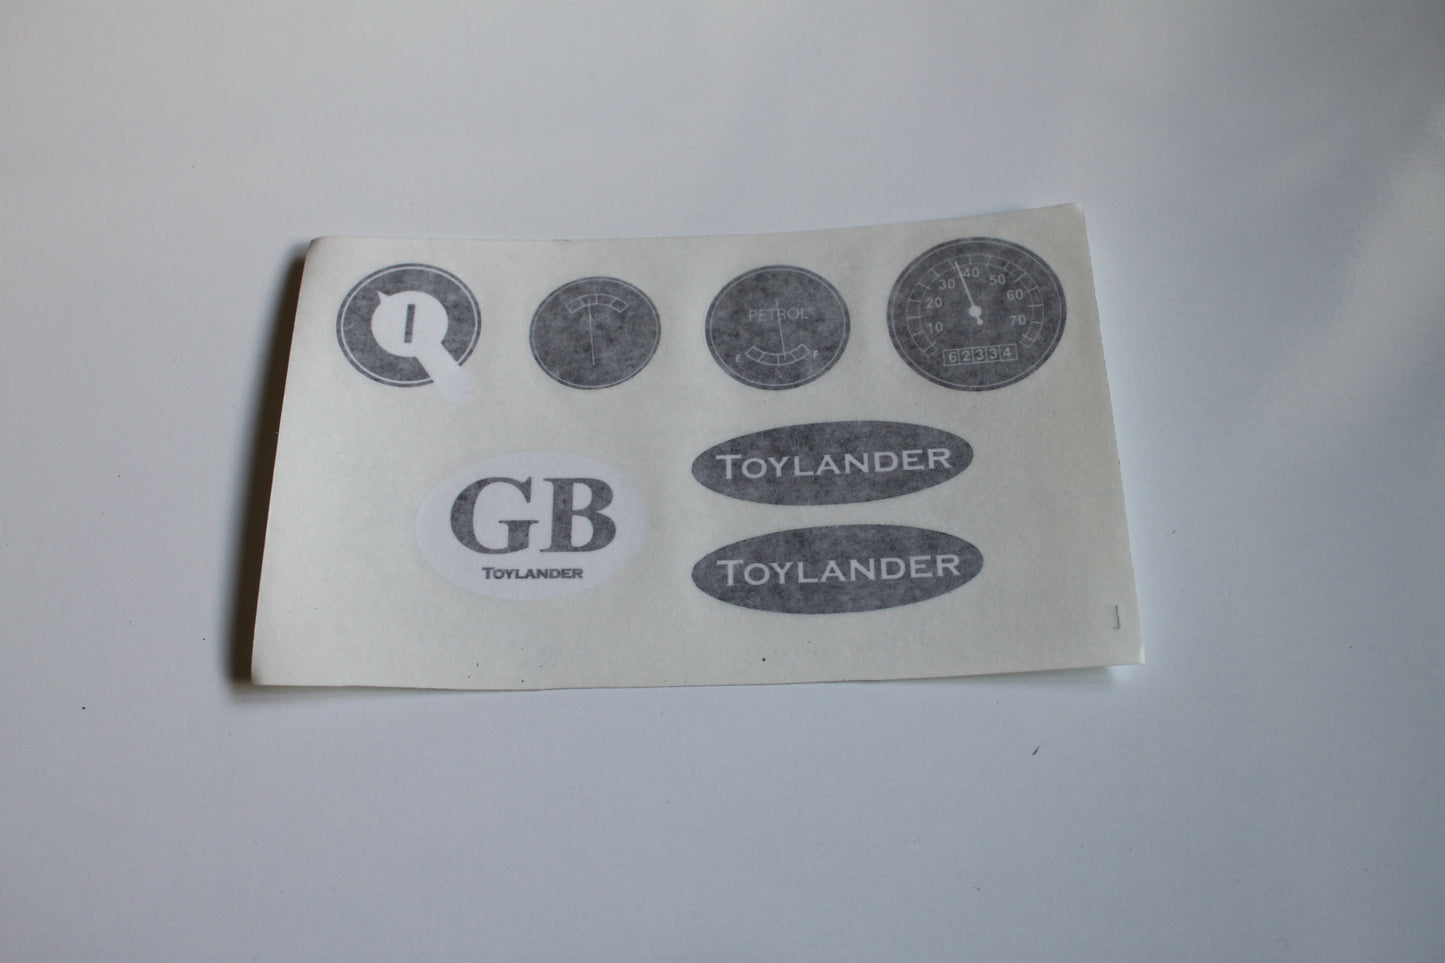 PETROL
E F
10 20 30 40 50 60 70
62334
GB
TOYLANDER
TOYLANDER
TOYLANDER